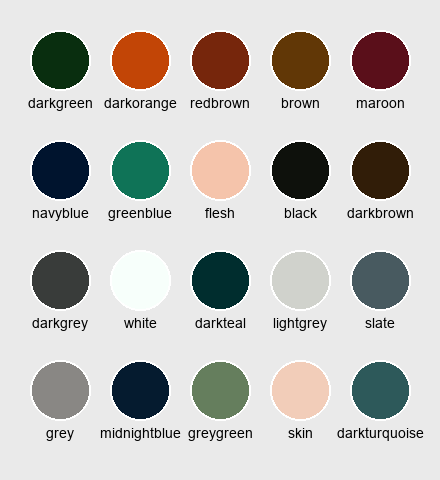 darkgreen darkorange redbrown brown maroon
navyblue greenblue flesh black darkbrown
darkgrey white darkteal lightgrey slate
grey midnightblue greygreen skin darkturquoise